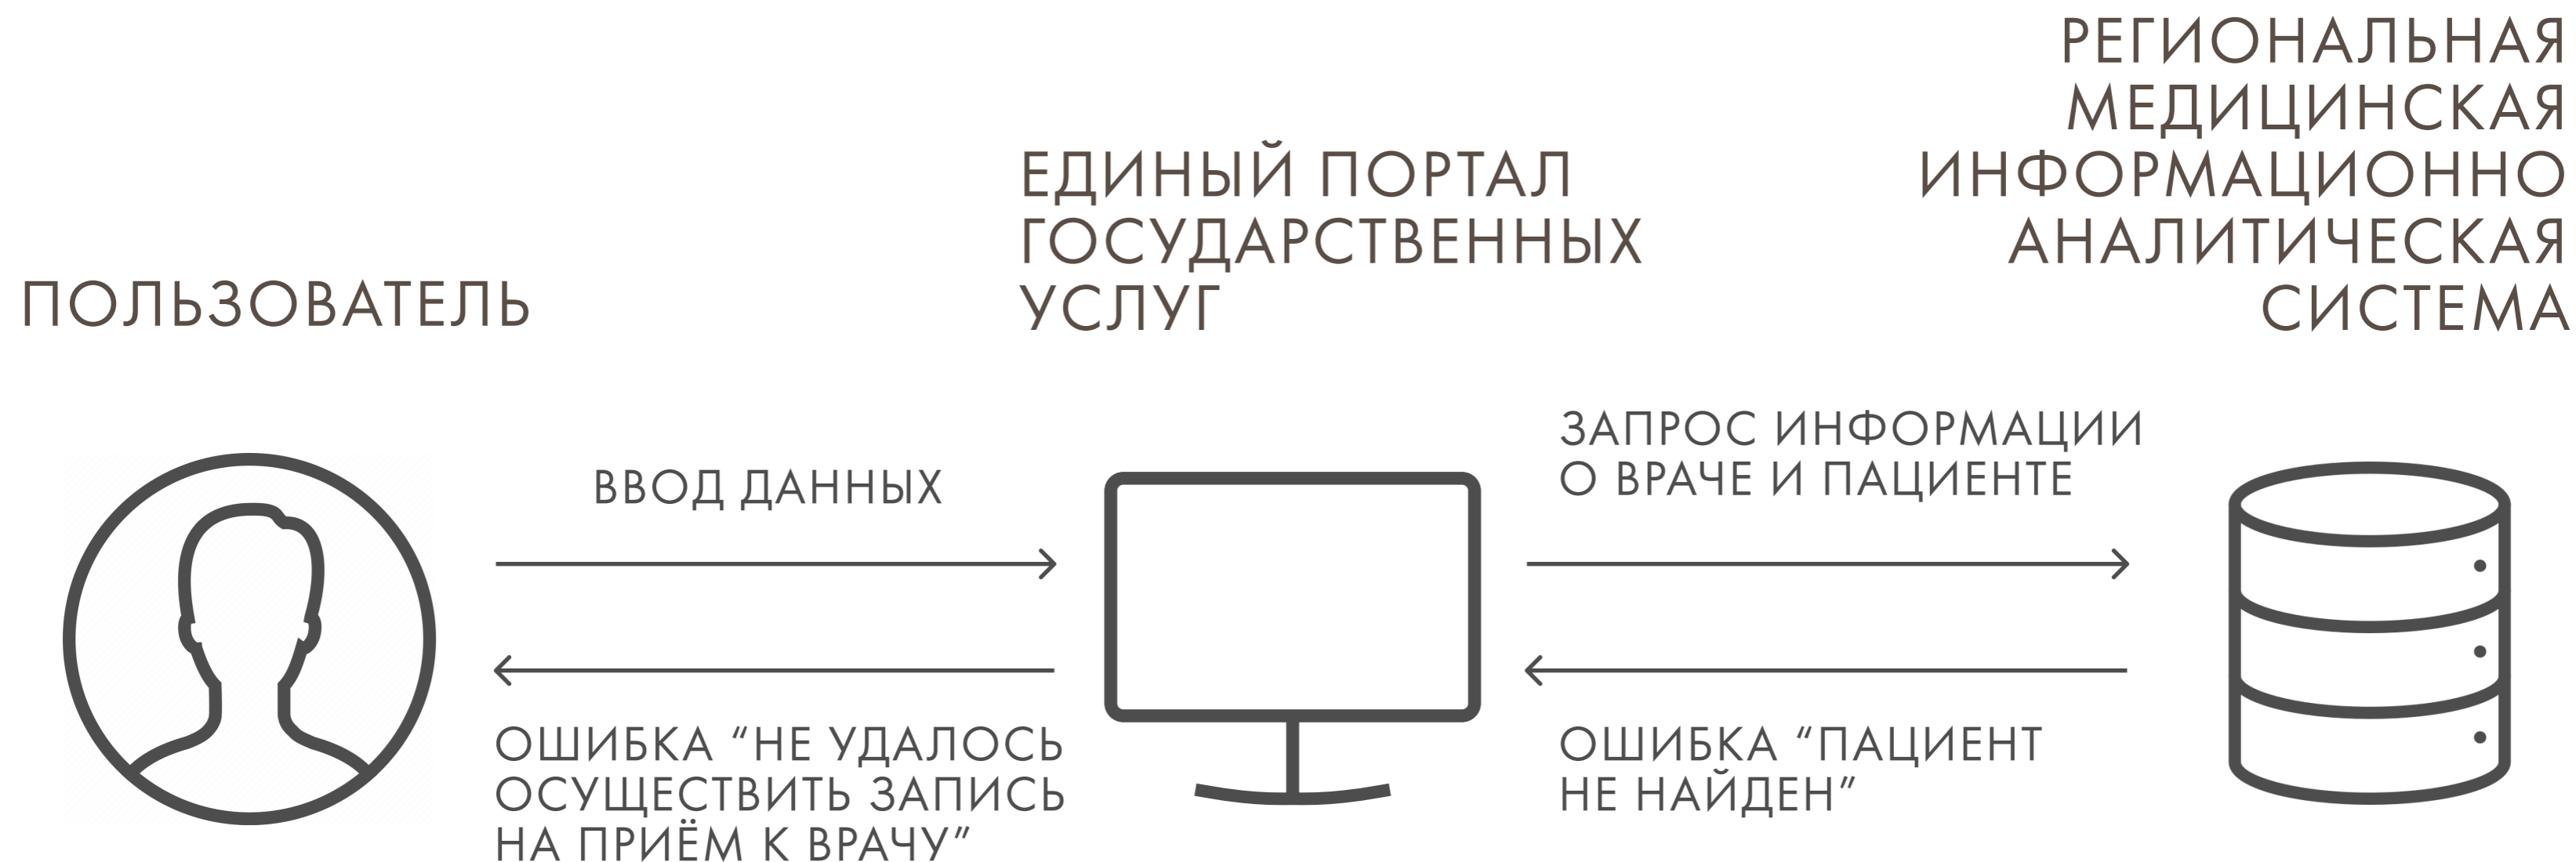 ПОЛЬЗОВАТЕЛЬ
ЕДИНЫЙ ПОРТАЛ
ГОСУДАРСТВЕННЫХ
УСЛУГ
РЕГИОНАЛЬНАЯ
МЕДИЦИНСКАЯ
ИНФОРМАЦИОННО
АНАЛИТИЧЕСКАЯ
СИСТЕМА
ВВОД ДАННЫХ
ЗАПРОС ИНФОРМАЦИИ
О ВРАЧЕ И ПАЦИЕНТЕ
ОШИБКА “НЕ УДАЛОСЬ
ОСУЩЕСТВИТЬ ЗАПИСЬ
НА ПРИЁМ К ВРАЧУ”
ОШИБКА “ПАЦИЕНТ
НЕ НАЙДЕН”